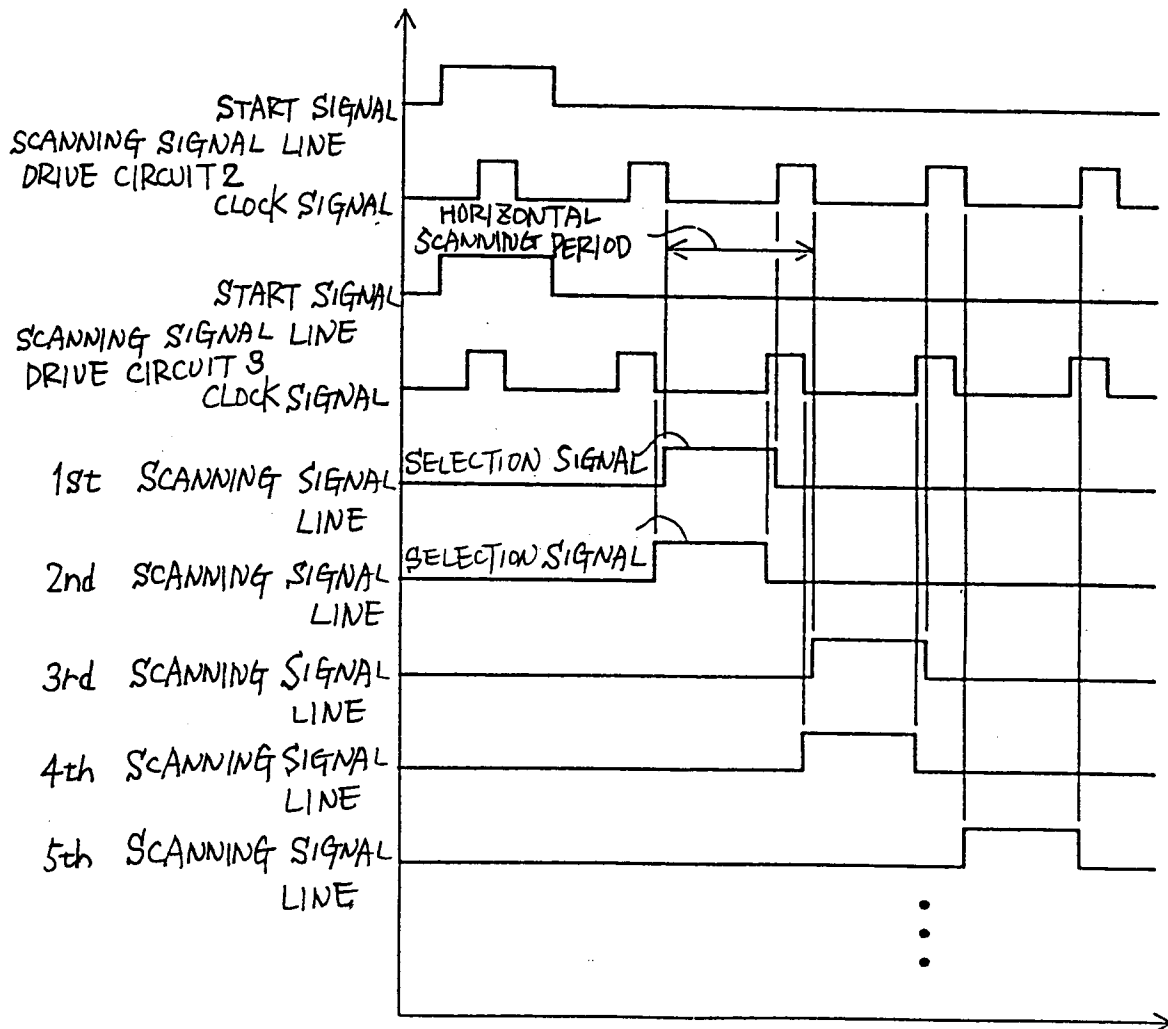 START SIGNAL
SCANNING SIGNAL LINE
DRIVE CIRCUIT 2
CLOCK SIGNAL
HORIZONTAL
SCANNING PERIOD
START SIGNAL
SCANNING SIGNAL LINE
DRIVE CIRCUIT 3
CLOCK SIGNAL
SELECTION SIGNAL
1st SCANNING SIGNAL
LINE
SELECTION SIGNAL
2nd SCANNING SIGNAL
LINE
3rd SCANNING SIGNAL
LINE
4th SCANNING SIGNAL
LINE
5th SCANNING SIGNAL
LINE